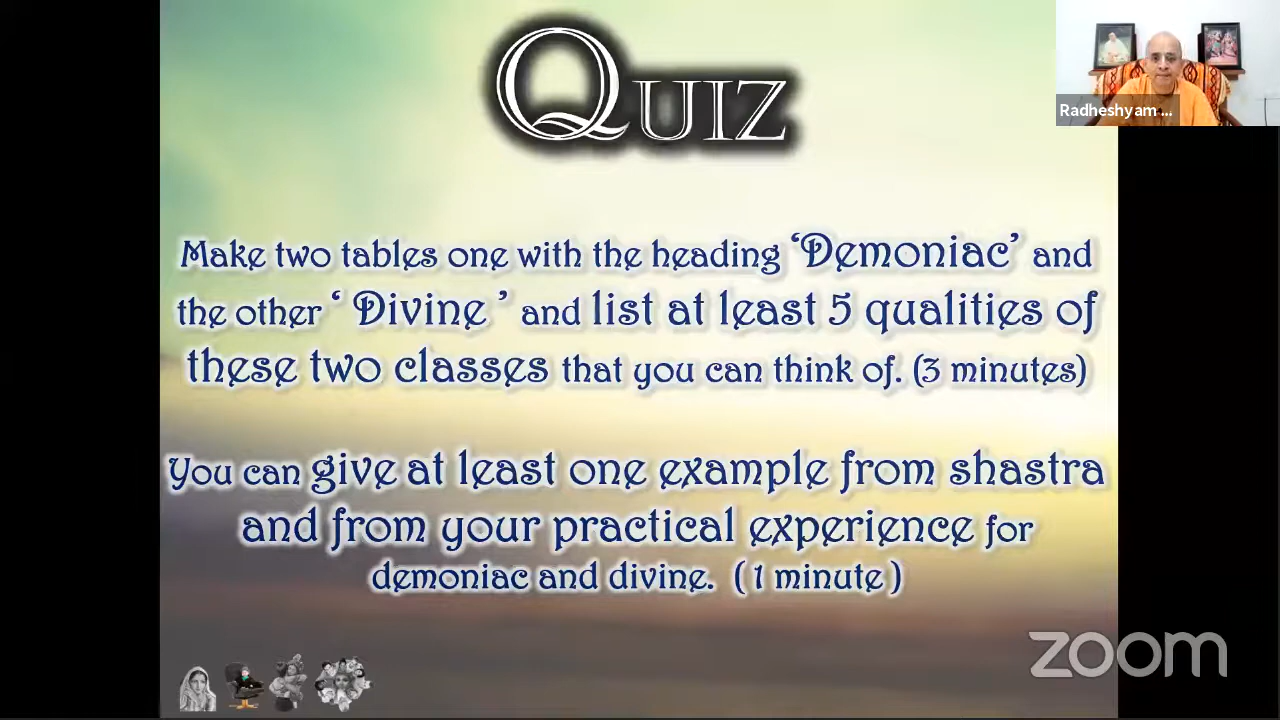 Quiz
Radheshyam ...
Make two tables one with the heading ‘Demoniac’ and
the other ‘ Divine ’ and list at least 5 qualities of
these two classes that you can think of. (3 minutes)
You can give at least one example from shastra
and from your practical experience for
demoniac and divine. ( 1 minute )
zoom